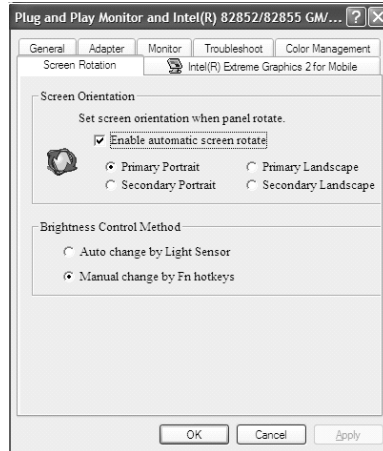 Plug and Play Monitor and Intel(R) 82852/82855 GM/... ? X
General Adapter Monitor Troubleshoot Color Management
Screen Rotation Intel(R) Extreme Graphics 2 for Mobile
Screen Orientation
Set screen orientation when panel rotate.
Enable automatic screen rotate
Primary Portrait Primary Landscape
Secondary Portrait Secondary Landscape
Brightness Control Method
Auto change by Light Sensor
Manual change by Fn hotkeys
OK Cancel Apply